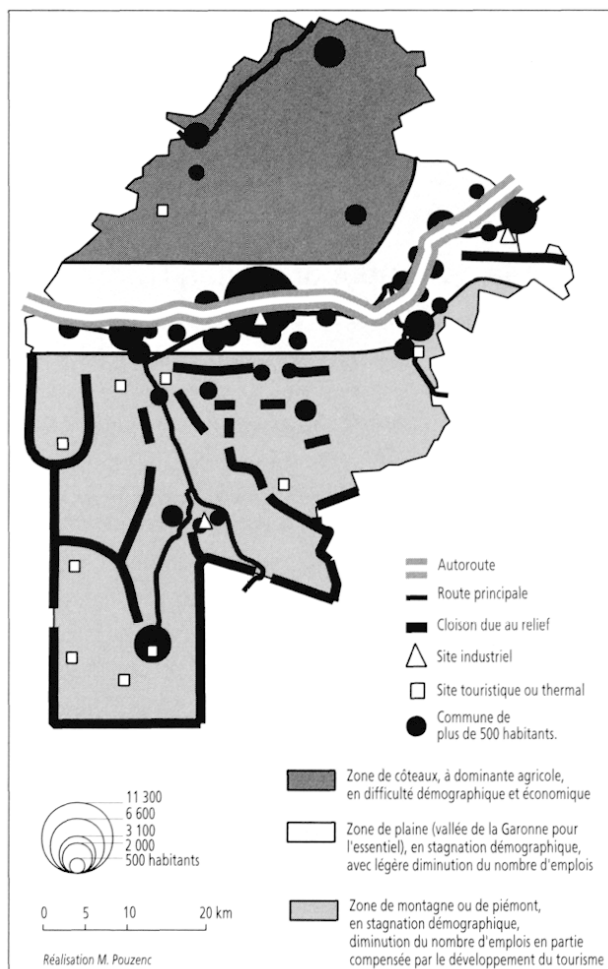 Autoroute
Route principale
Cloison due au relief
Site industriel
Site touristique ou thermal
Commune de
plus de 500 habitants.
Zone de côteaux, à dominante agricole,
en difficulté démographique et économique
11 300
6 600
3 100
2 000
500 habitants
Zone de plaine (vallée de la Garonne pour
l'essentiel), en stagnation démographique,
avec légère diminution du nombre d'emplois
0 5 10 20 km
Zone de montagne ou de piémont,
en stagnation démographique,
diminution du nombre d'emplois en partie
compensée par le développement du tourisme
Réalisation M. Pouzenc